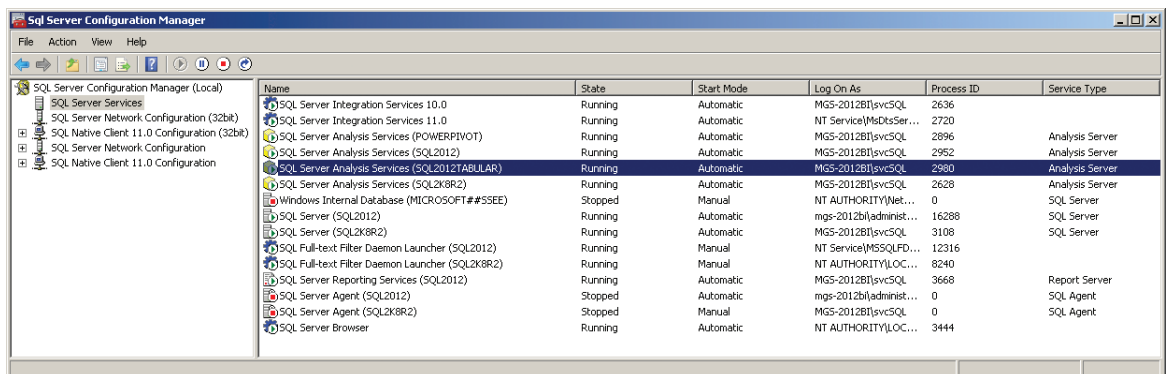 Sql Server Configuration Manager
File Action View Help
SQL Server Configuration Manager (Local)
SQL Server Services
SQL Server Network Configuration (32bit)
SQL Native Client 11.0 Configuration (32bit)
SQL Server Network Configuration
SQL Native Client 11.0 Configuration
Name State Start Mode Log On As Process ID Service Type
SQL Server Integration Services 10.0 Running Automatic MGS-2012BI\svcSQL 2636
SQL Server Integration Services 11.0 Running Automatic NT Service\MsDtsSer... 2720
SQL Server Analysis Services (POWERPIVOT) Running Automatic MGS-2012BI\svcSQL 2896 Analysis Server
SQL Server Analysis Services (SQL2012) Running Automatic MGS-2012BI\svcSQL 2952 Analysis Server
SQL Server Analysis Services (SQL2012TABULAR) Running Automatic MGS-2012BI\svcSQL 2980 Analysis Server
SQL Server Analysis Services (SQL2K8R2) Running Automatic MGS-2012BI\svcSQL 2628 Analysis Server
Windows Internal Database (MICROSOFT##SSEE) Stopped Manual NT AUTHORITY\Net... 0 SQL Server
SQL Server (SQL2012) Running Automatic mgs-2012bi\administ... 16288 SQL Server
SQL Server (SQL2K8R2) Running Automatic MGS-2012BI\svcSQL 3108 SQL Server
SQL Full-text Filter Daemon Launcher (SQL2012) Running Manual NT Service\MSSQLFD... 12316
SQL Full-text Filter Daemon Launcher (SQL2K8R2) Running Manual NT AUTHORITY\LOC... 8240
SQL Server Reporting Services (SQL2012) Running Automatic MGS-2012BI\svcSQL 3668 Report Server
SQL Server Agent (SQL2012) Stopped Automatic mgs-2012bi\administ... 0 SQL Agent
SQL Server Agent (SQL2K8R2) Stopped Manual MGS-2012BI\svcSQL 0 SQL Agent
SQL Server Browser Running Automatic NT AUTHORITY\LOC... 3444